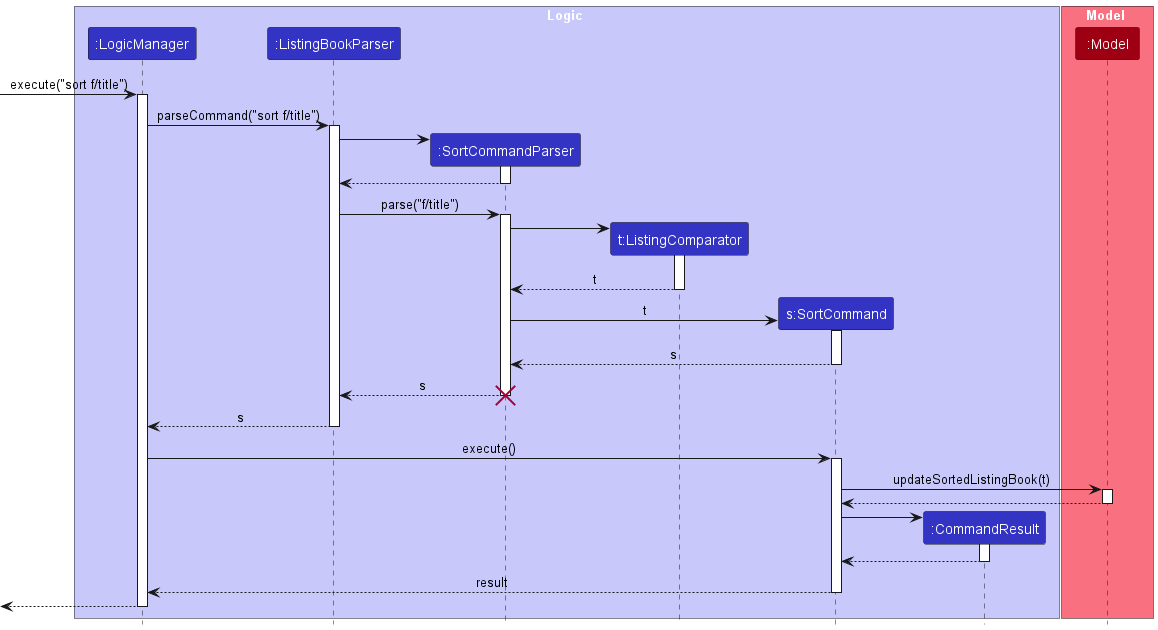 Logic
Model
:LogicManager
:ListingBookParser
:Model
execute("sort f/title")
parseCommand("sort f/title")
:SortCommandParser
parse("f/title")
t:ListingComparator
t
s:SortCommand
t
s
s
s
execute()
updateSortedListingBook(t)
:CommandResult
result